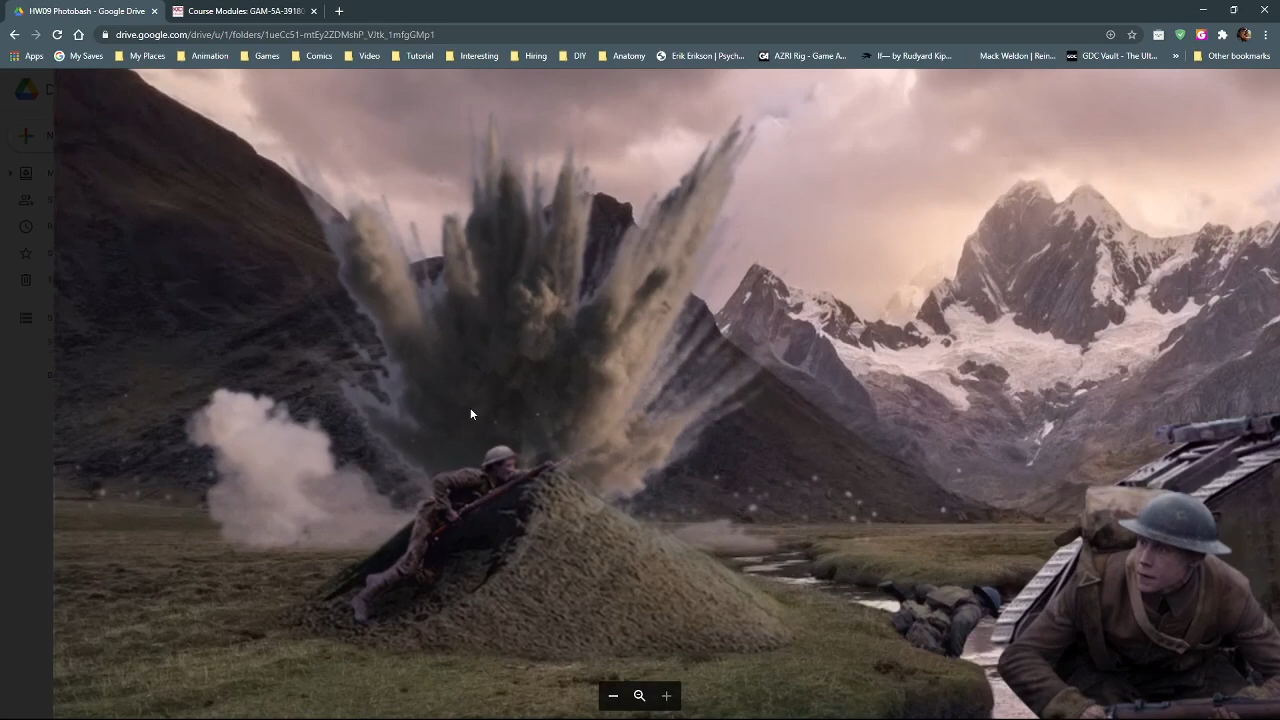 HW09 Photobash - Google Drive
Course Modules: GAM-5A-3918
drive.google.com/drive/u/1/folders/1ueCc51-mtEy2ZDMshP_VJtk_1mfgGMp1
Apps
My Saves
My Places
Animation
Games
Comics
Video
Tutorial
Interesting
Hiring
DIY
Anatomy
Erik Erikson | Psych...
AZRI Rig - Game A...
If— by Rudyard Kip...
Mack Weldon | Rein...
GDC Vault - The Ult...
»
Other bookmarks